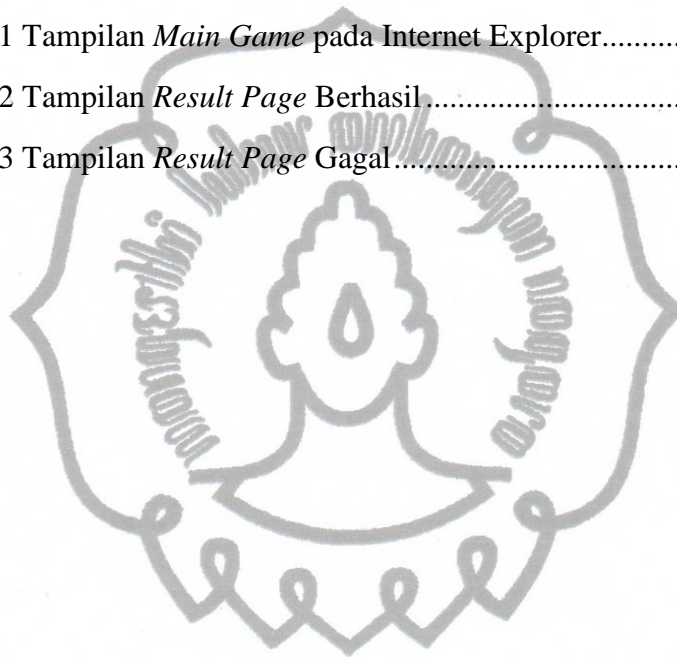 1 Tampilan Main Game pada Internet Explorer..........
2 Tampilan Result Page Berhasil..............................
3 Tampilan Result Page Gagal..................................